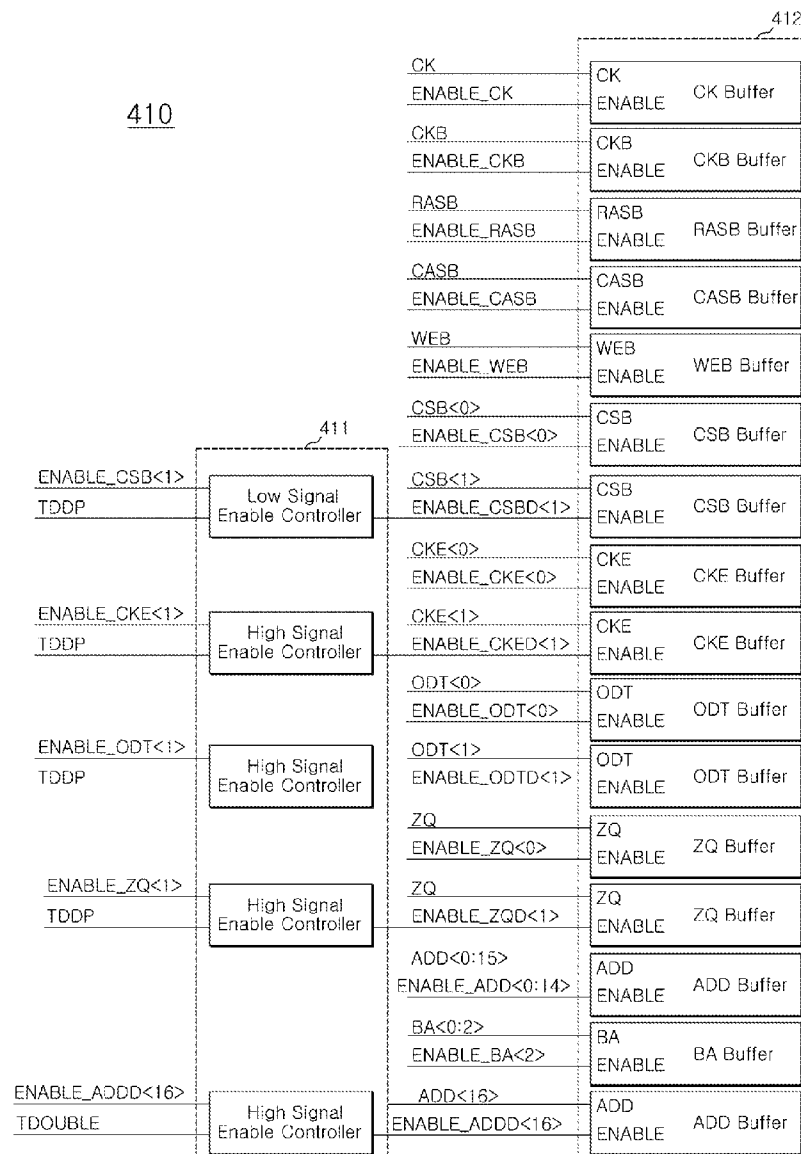 412
410
CK
ENABLE_CK
CK
ENABLE
CK Buffer
CKB
ENABLE_CKB
CKB
ENABLE
CKB Buffer
RASB
ENABLE_RASB
RASB
ENABLE
RASB Buffer
CASB
ENABLE_CASB
CASB
ENABLE
CASB Buffer
WEB
ENABLE_WEB
WEB
ENABLE
WEB Buffer
CSB<0>
ENABLE_CSB<0>
CSB
ENABLE
CSB Buffer
411
ENABLE_CSB<1>
TDDP
Low Signal
Enable Controller
CSB<1>
ENABLE_CSBD<1>
CSB
ENABLE
CSB Buffer
CKE<0>
ENABLE_CKE<0>
CKE
ENABLE
CKE Buffer
ENABLE_CKE<1>
TDDP
High Signal
Enable Controller
CKE<1>
ENABLE_CKED<1>
CKE
ENABLE
CKE Buffer
ODT<0>
ENABLE_ODT<0>
ODT
ENABLE
ODT Buffer
ENABLE_ODT<1>
TDDP
High Signal
Enable Controller
ODT<1>
ENABLE_ODTD<1>
ODT
ENABLE
ODT Buffer
ZQ
ENABLE_ZQ<0>
ZQ
ENABLE
ZQ Buffer
ENABLE_ZQ<1>
TDDP
High Signal
Enable Controller
ZQ
ENABLE_ZQD<1>
ZQ
ENABLE
ZQ Buffer
ADD<0:15>
ENABLE_ADD<0:14>
ADD
ENABLE
ADD Buffer
BA<0:2>
ENABLE_BA<2>
BA
ENABLE
BA Buffer
ENABLE_ADDD<16>
TDOUBLE
High Signal
Enable Controller
ADD<16>
ENABLE_ADDD<16>
ADD
ENABLE
ADD Buffer